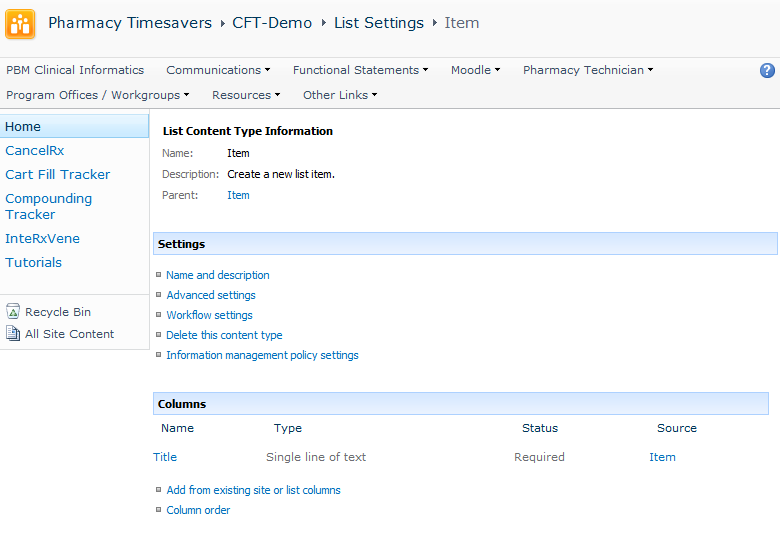 Pharmacy Timesavers ▸ CFT-Demo ▸ List Settings ▸ Item
PBM Clinical Informatics Communications Functional Statements Moodle Pharmacy Technician
Program Offices / Workgroups Resources Other Links
Home
CancelRx
Cart Fill Tracker
Compounding
Tracker
InteRxVene
Tutorials
Recycle Bin
All Site Content
List Content Type Information
Name: Item
Description: Create a new list item.
Parent: Item
Settings
Name and description
Advanced settings
Workflow settings
Delete this content type
Information management policy settings
Columns
Name Type Status Source
Title Single line of text Required Item
Add from existing site or list columns
Column order